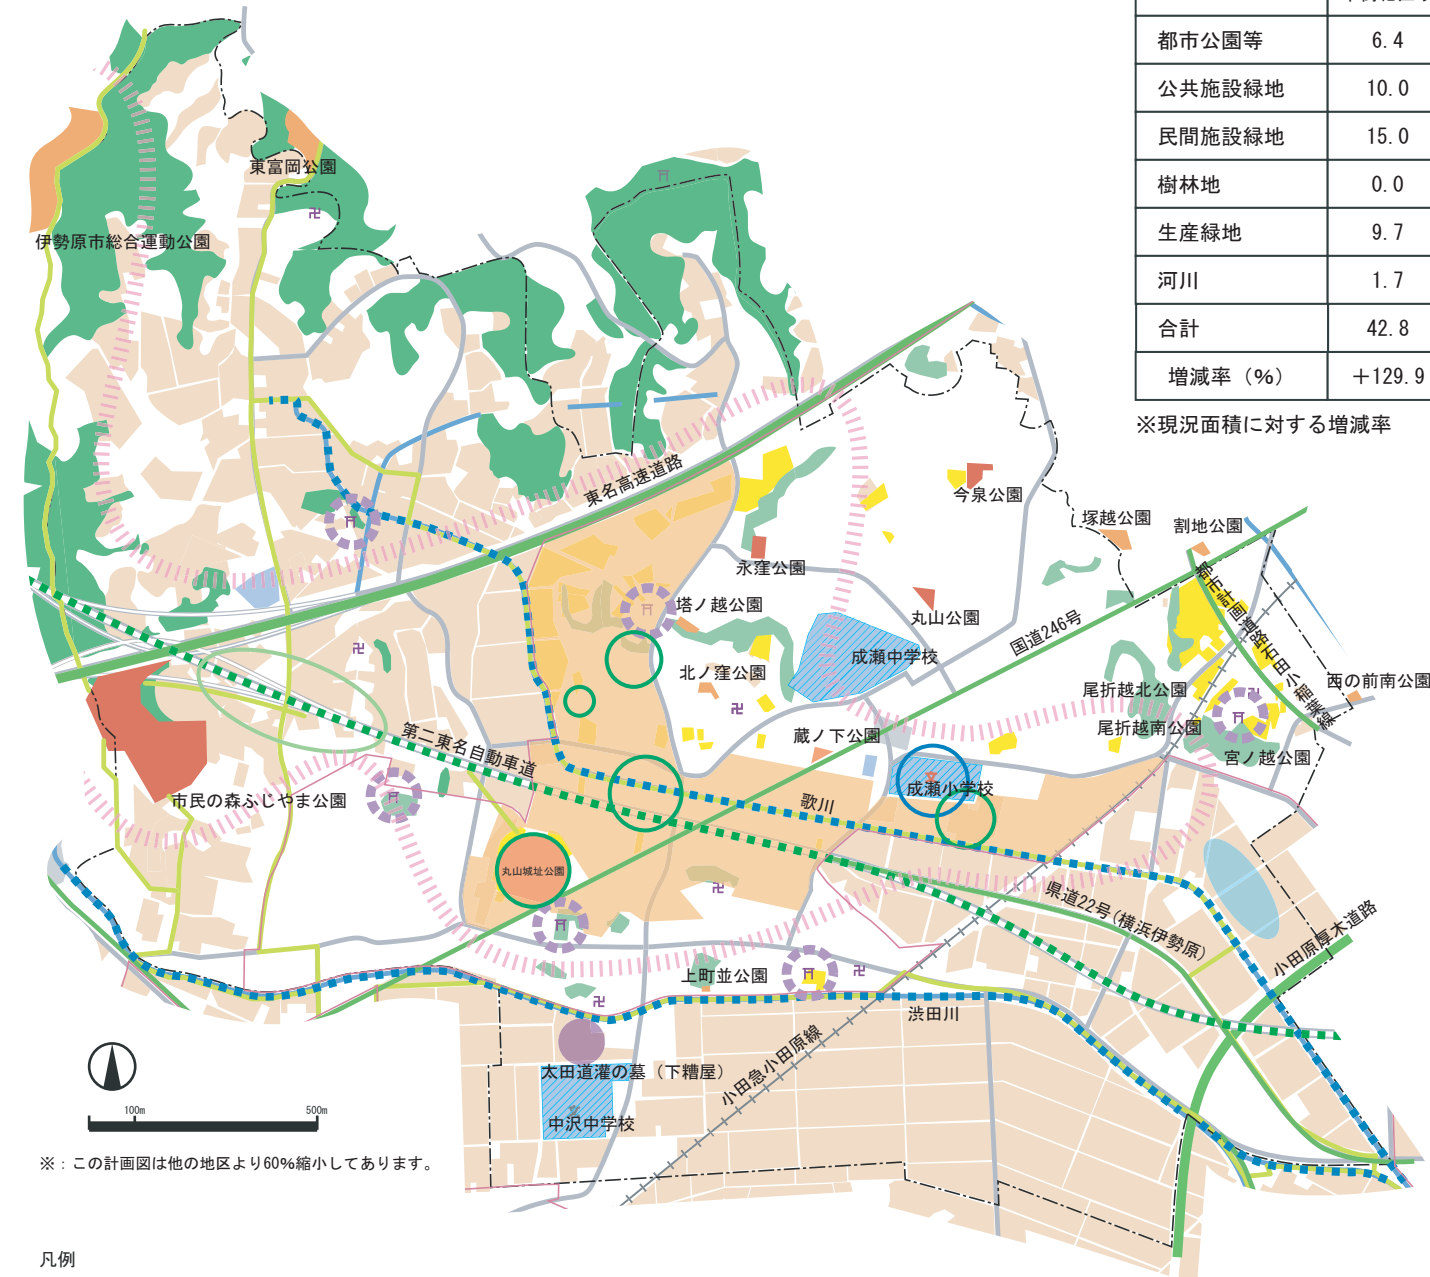 都市公園等 6.4
公共施設緑地 10.0
民間施設緑地 15.0
樹林地 0.0
生産緑地 9.7
河川 1.7
合計 42.8
増減率（%） +129.9
※現況面積に対する増減率
東富岡公園
伊勢原市総合運動公園
東名高速道路
今泉公園
塚越公園
割地公園
永窪公園
塔ノ越公園
丸山公園
国道246号
都市計画道路石田小稲葉線
成瀬中学校
北ノ窪公園
尾折越北公園
西の前南公園
尾折越南公園
蔵ノ下公園
第二東名自動車道
宮ノ越公園
成瀬小学校
市民の森ふじやま公園
歌川
丸山城址公園
県道22号(横浜伊勢原)
小田原厚木道路
上町並公園
渋田川
小田急小田原線
太田道灌の墓（下糟屋）
中沢中学校
100m 500m
※：この計画図は他の地区より60%縮小してあります。
凡例